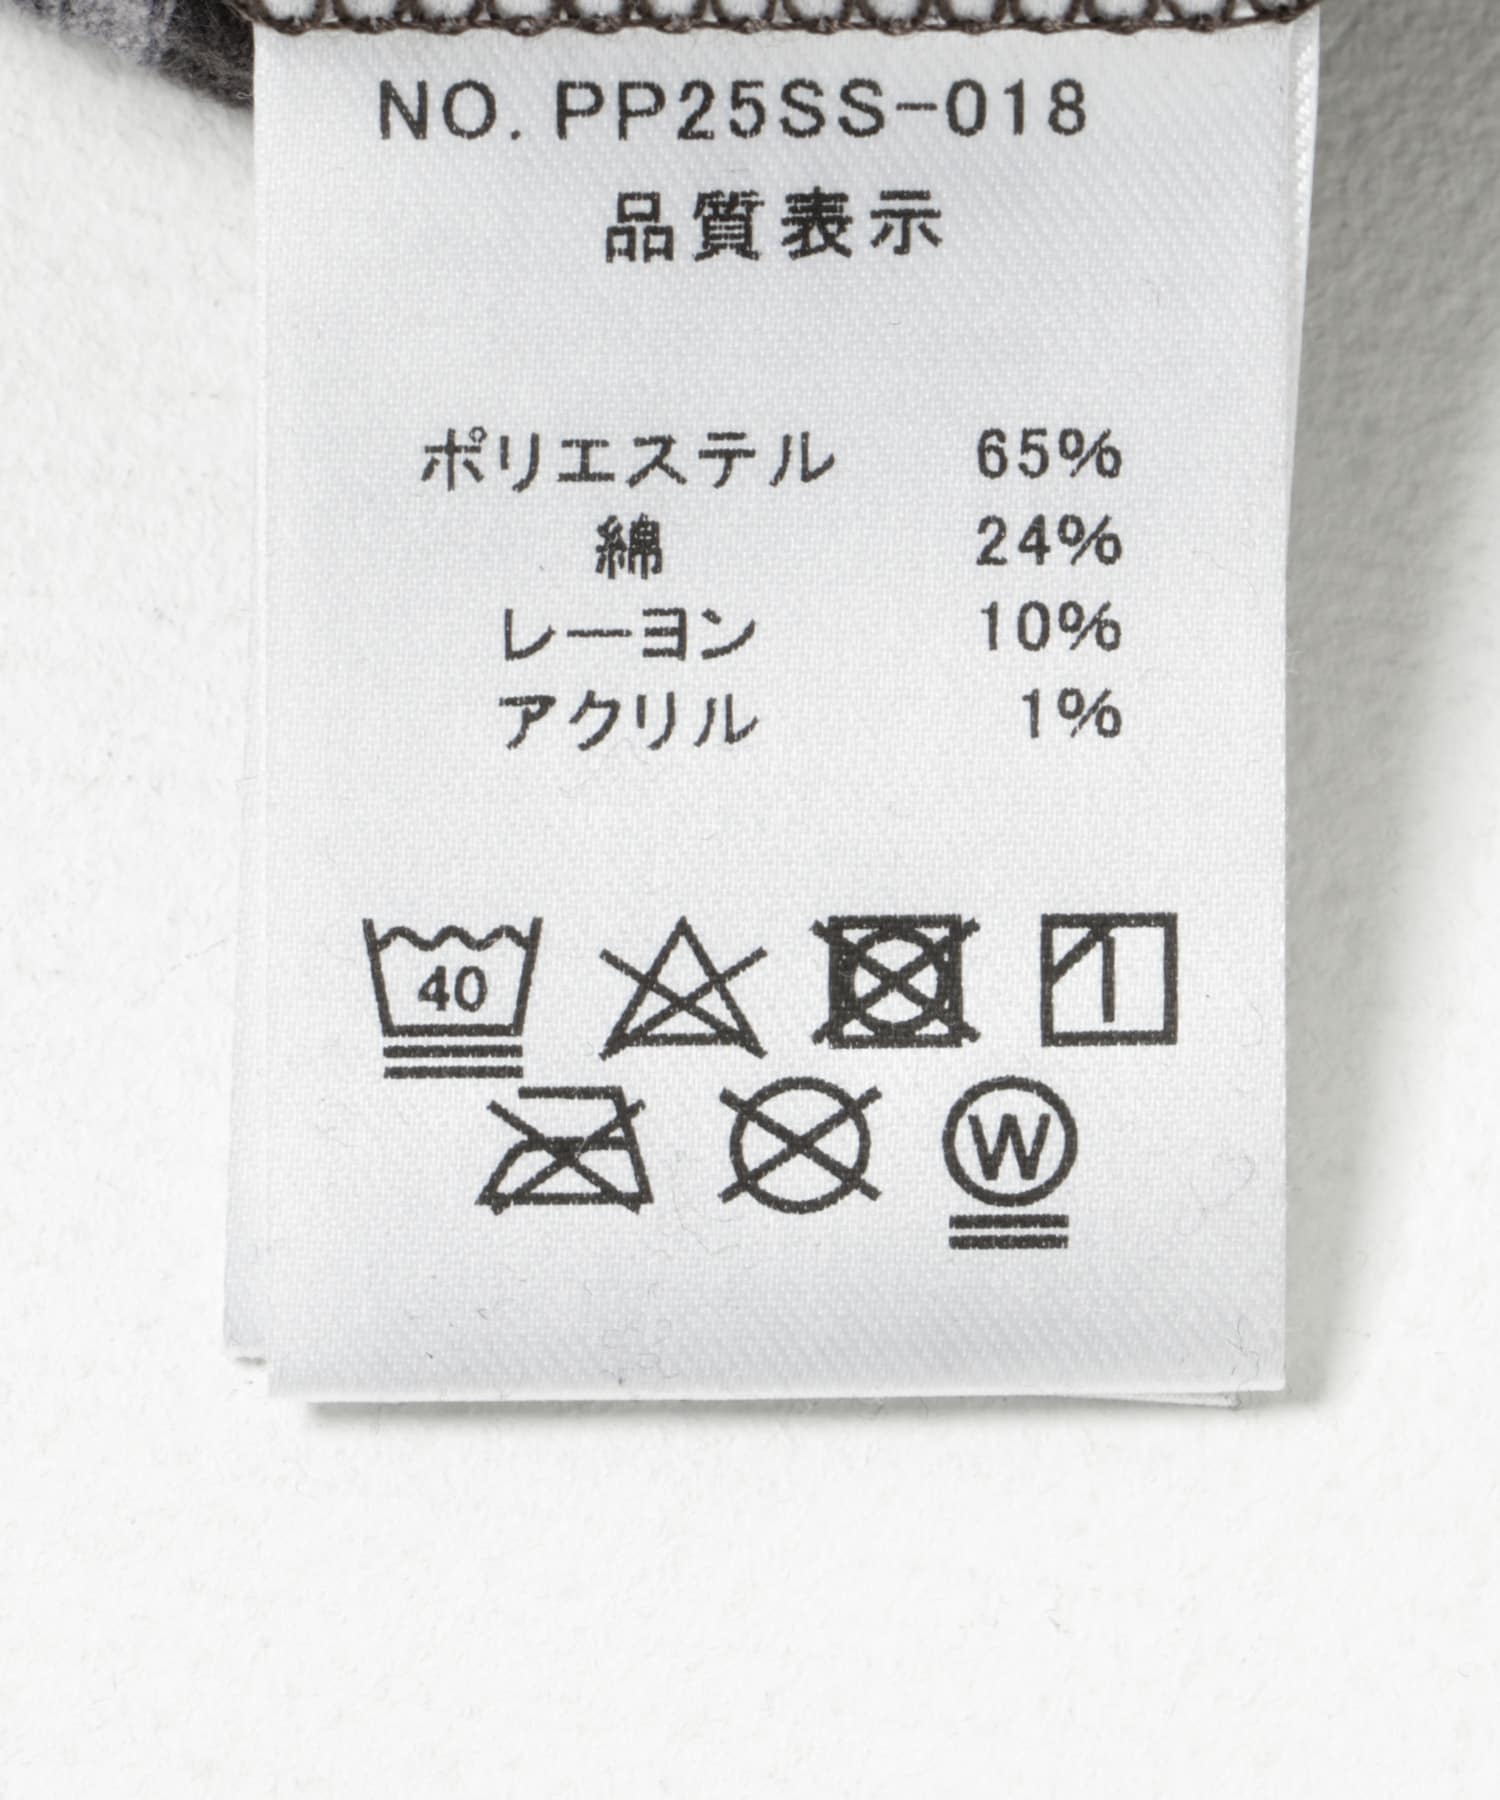 NO. PP25SS-018
品質表示
ポリエステル 65%
綿 24%
レーヨン 10%
アクリル 1%
40
W